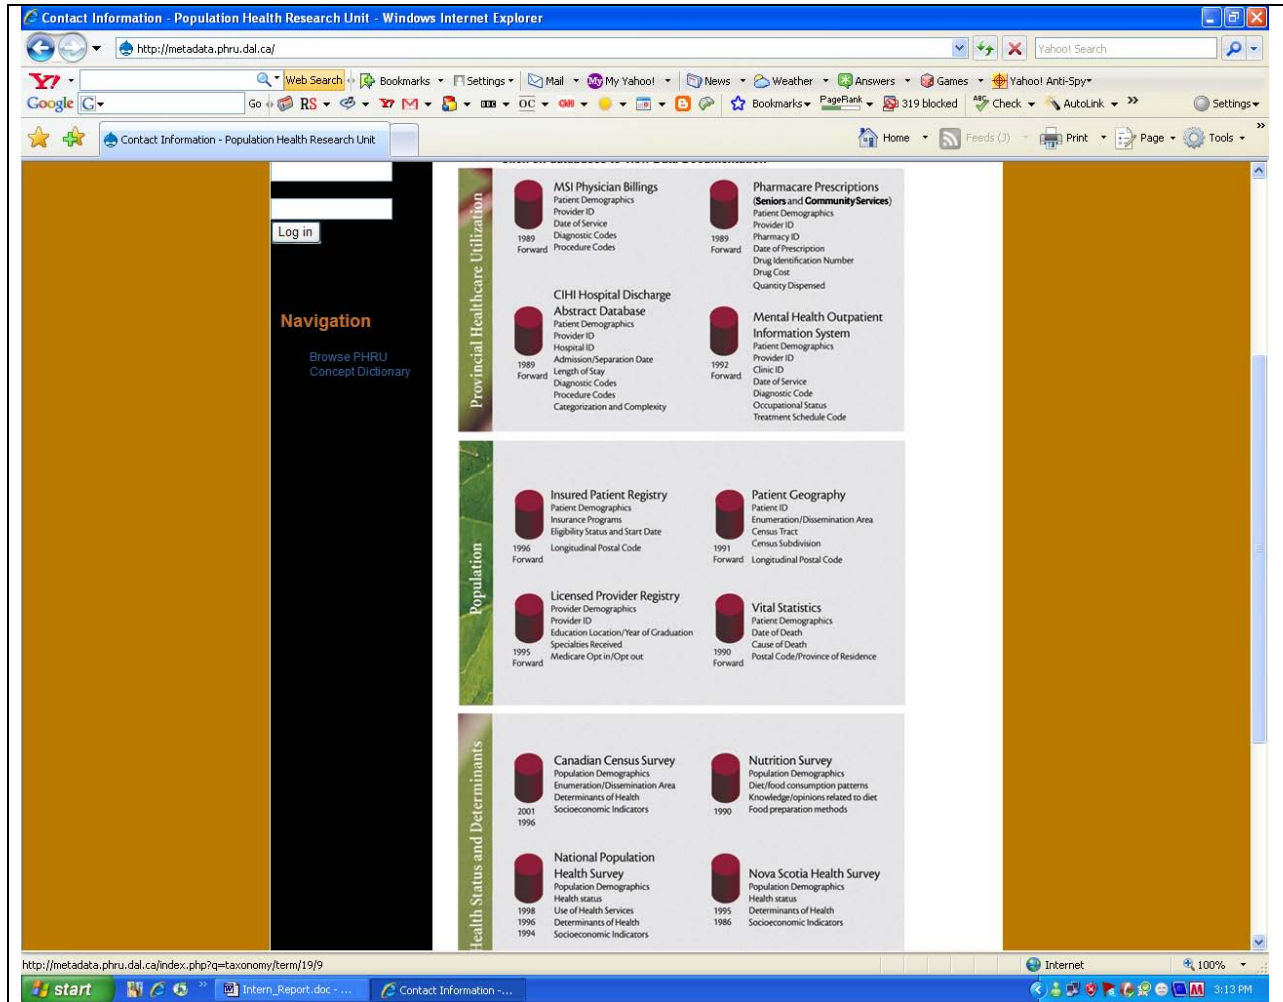 Contact Information - Population Health Research Unit - Windows Internet Explorer
http://metadata.phru.dal.ca/
Yahoo! Search
Y! Web Search Bookmarks Settings Mail My Yahoo! News Weather Answers Games Yahoo! Anti-Spy
Google G Go RS OC Bookmarks PageRank 319 blocked Check AutoLink » Settings
Contact Information - Population Health Research Unit
Home Feeds (J) Print Page Tools »
Log in
Navigation
Browse PHRU
Concept Dictionary
Click on databases to View Data Documentation
Provincial Healthcare Utilization
MSI Physician Billings
Patient Demographics
Provider ID
Date of Service
Diagnostic Codes
Procedure Codes
1989
Forward
Pharmacare Prescriptions
(Seniors and Community Services)
Patient Demographics
Provider ID
Pharmacy ID
Date of Prescription
Drug Identification Number
Drug Cost
Quantity Dispensed
1989
Forward
CIHI Hospital Discharge
Abstract Database
Patient Demographics
Provider ID
Hospital ID
Admission/Separation Date
Length of Stay
Diagnostic Codes
Procedure Codes
Categorization and Complexity
1989
Forward
Mental Health Outpatient
Information System
Patient Demographics
Provider ID
Clinic ID
Date of Service
Diagnostic Code
Occupational Status
Treatment Schedule Code
1992
Forward
Population
Insured Patient Registry
Patient Demographics
Insurance Programs
Eligibility Status and Start Date
Longitudinal Postal Code
1996
Forward
Patient Geography
Patient ID
Enumeration/Dissemination Area
Census Tract
Census Subdivision
Longitudinal Postal Code
1991
Forward
Licensed Provider Registry
Provider Demographics
Provider ID
Education Location/Year of Graduation
Specialties Received
Medicare Opt in/Opt out
1995
Forward
Vital Statistics
Patient Demographics
Date of Death
Cause of Death
Postal Code/Province of Residence
1990
Forward
Health Status and Determinants
Canadian Census Survey
Population Demographics
Enumeration/Dissemination Area
Determinants of Health
Socioeconomic Indicators
2001
1996
Nutrition Survey
Population Demographics
Diet/food consumption patterns
Knowledge/opinions related to diet
Food preparation methods
1990
National Population
Health Survey
Population Demographics
Health status
Use of Health Services
Determinants of Health
Socioeconomic Indicators
1998
1996
1994
Nova Scotia Health Survey
Population Demographics
Health status
Determinants of Health
Socioeconomic Indicators
1995
1986
http://metadata.phru.dal.ca/index.php?q=taxonomy/term/19/9
Internet
100%
start
Intern_Report.doc - ...
Contact Information -...
3:13 PM